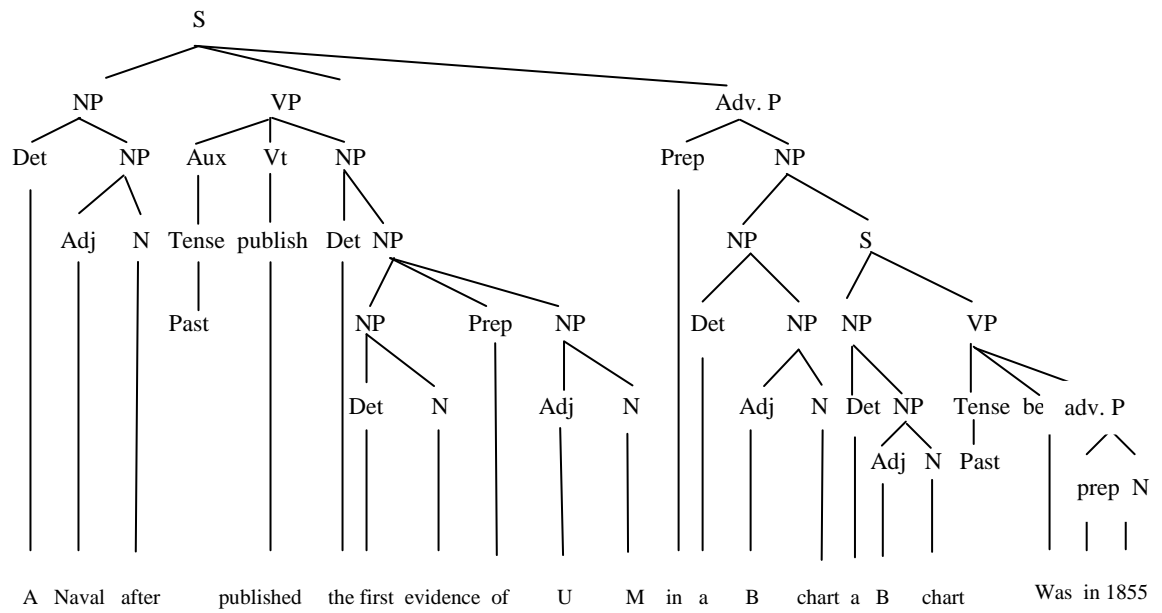 S
NP VP Adv. P
Det NP Aux Vt NP Prep NP
Adj N Tense publish Det NP NP S
Past NP Prep NP Det NP NP VP
Det N Adj N Adj N Det NP Tense be adv. P
Adj N Past
prep N
A Naval after published the first evidence of U M in a B chart a B chart Was in 1855